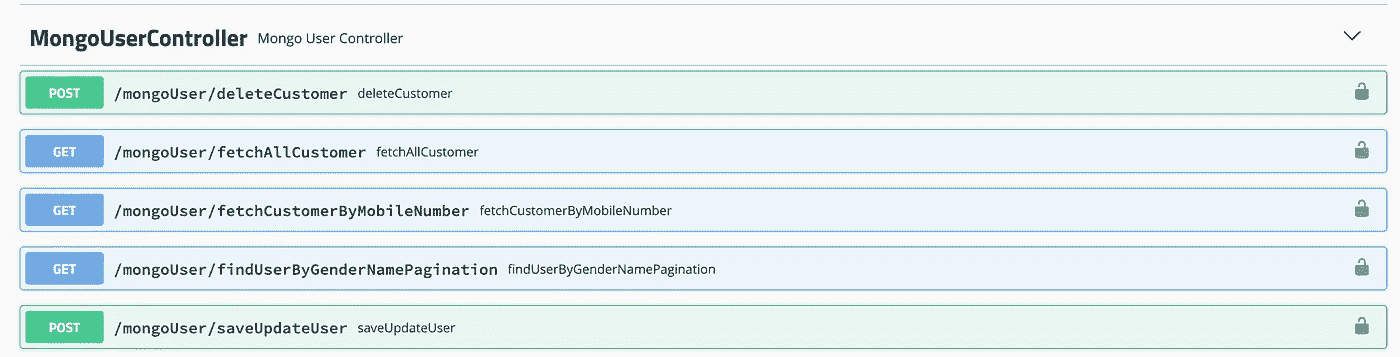 MongoUserController Mongo User Controller
POST /mongoUser/deleteCustomer deleteCustomer
GET /mongoUser/fetchAllCustomer fetchAllCustomer
GET /mongoUser/fetchCustomerByMobileNumber fetchCustomerByMobileNumber
GET /mongoUser/findUserByGenderNamePagination findUserByGenderNamePagination
POST /mongoUser/saveUpdateUser saveUpdateUser